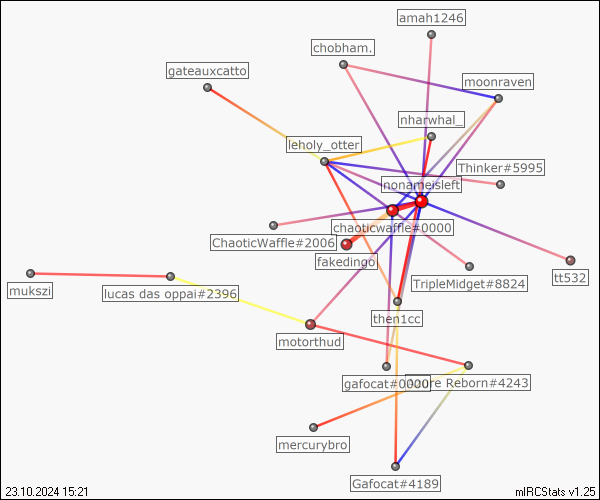 amah1246
chobham.
gateauxcatto
moonraven
nharwhal_
leholy_otter
Thinker#5995
nonameisleft
chaoticwaffle#0000
ChaoticWaffle#2006
fakedingo
TripleMidget#8824
tt532
mukszi
lucas das oppai#2396
then1cc
motorthud
gafocat#0000
Reborn#4243
mercurybro
Gafocat#4189
23.10.2024 15:21
mIRCStats v1.25